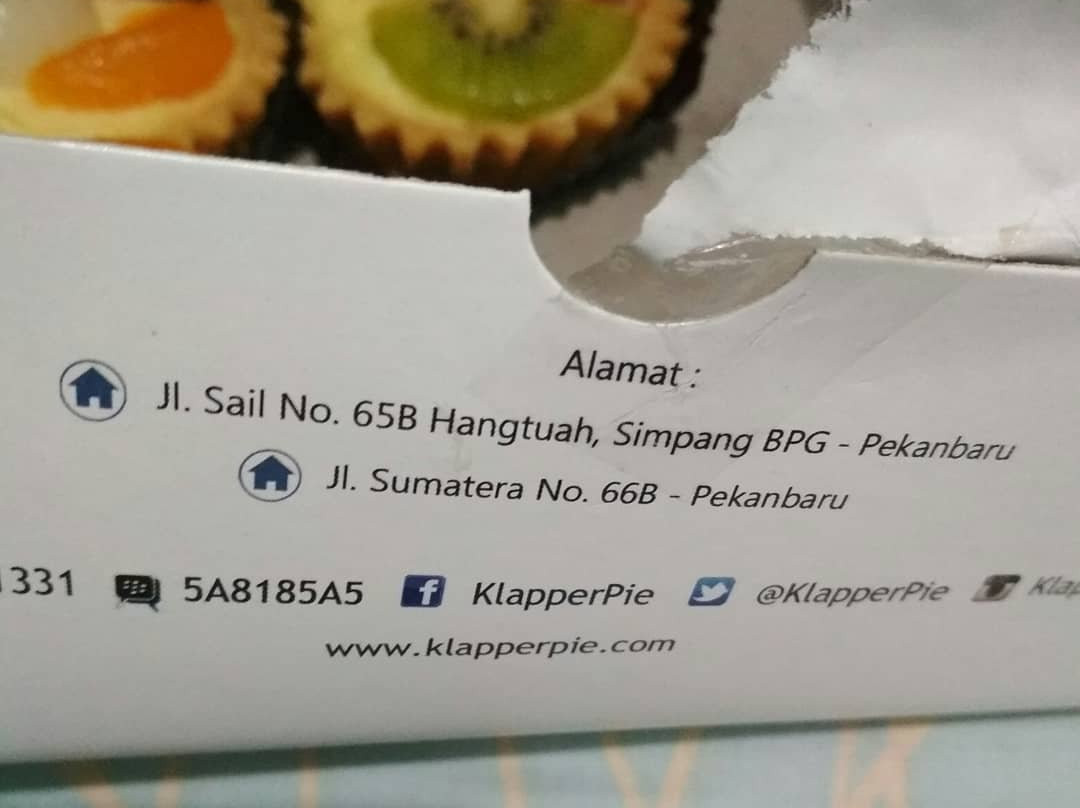 Alamat :
Jl. Sail No. 65B Hangtuah, Simpang BPG - Pekanbaru
Jl. Sumatera No. 66B - Pekanbaru
331 5A8185A5 KlapperPie @KlapperPie Klap
www.klapperpie.com